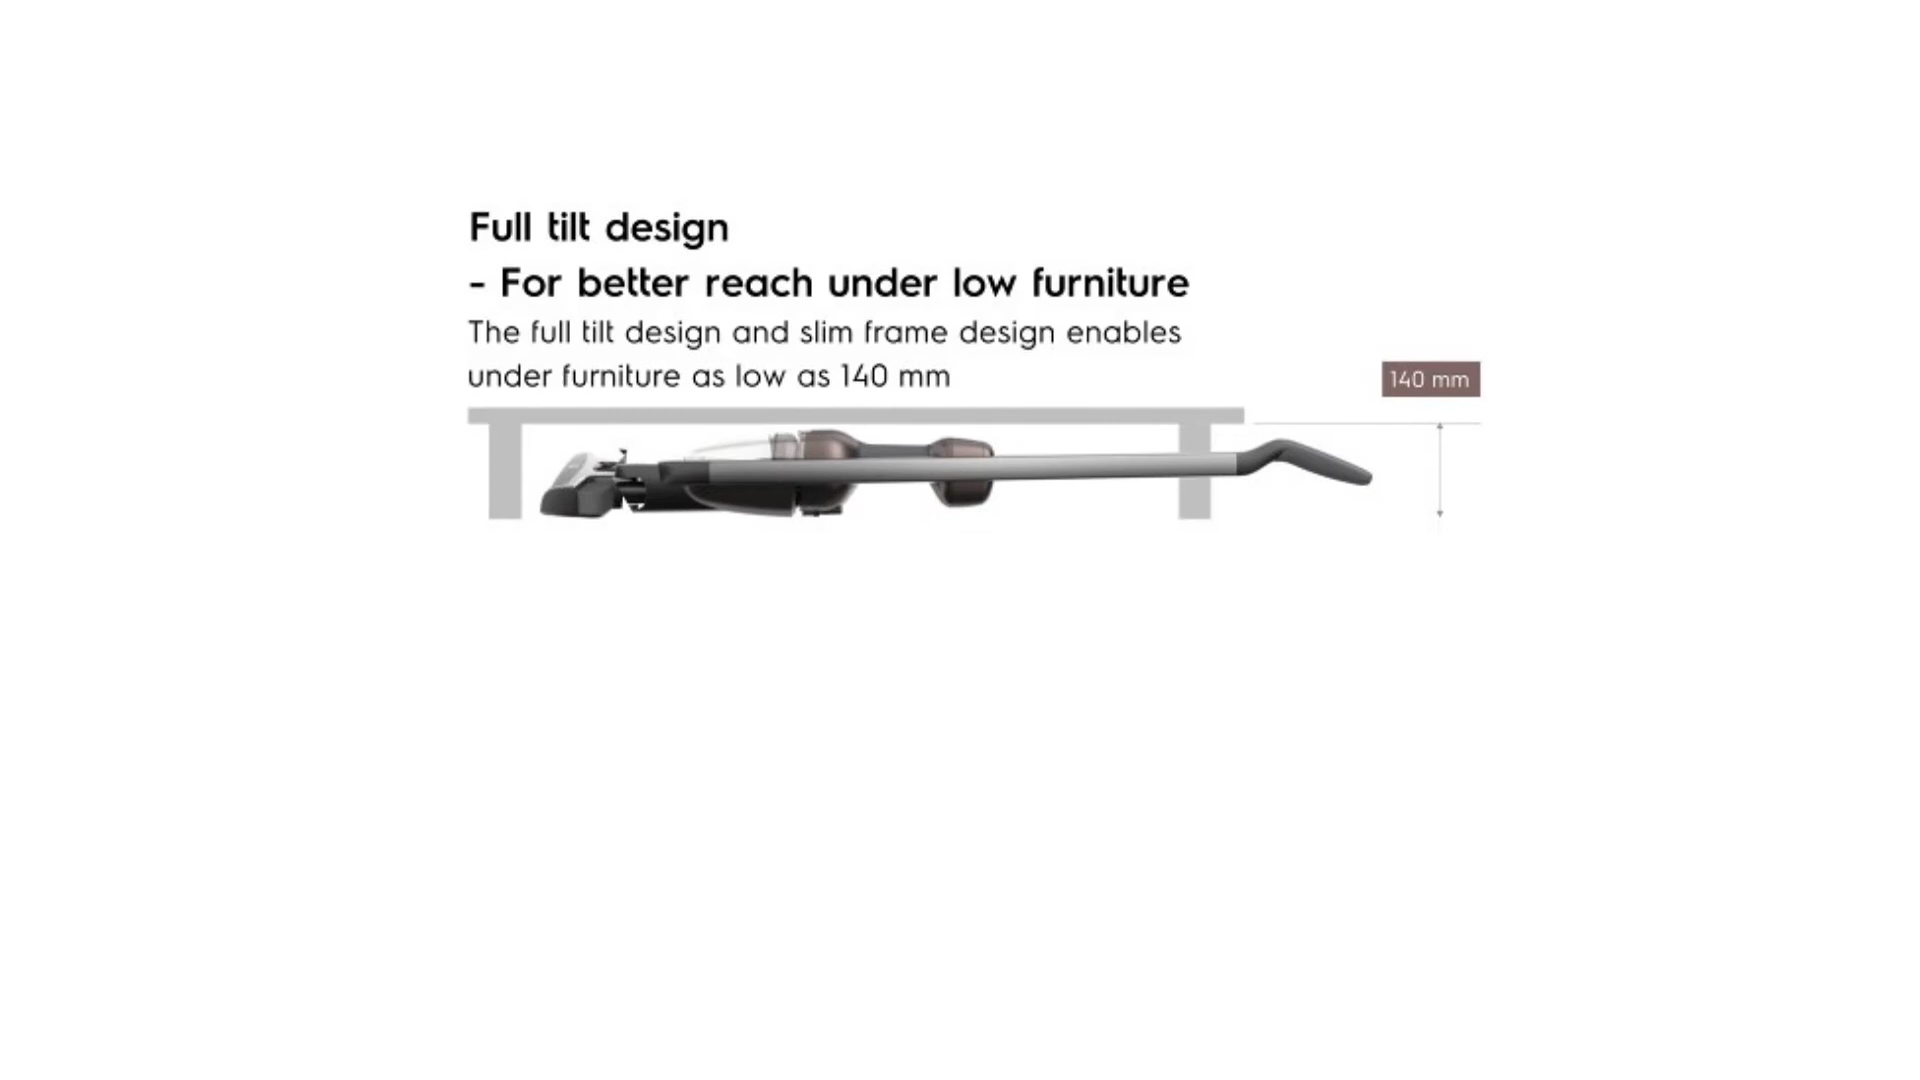 Full tilt design
- For better reach under low furniture
The full tilt design and slim frame design enables
under furniture as low as 140 mm
140 mm